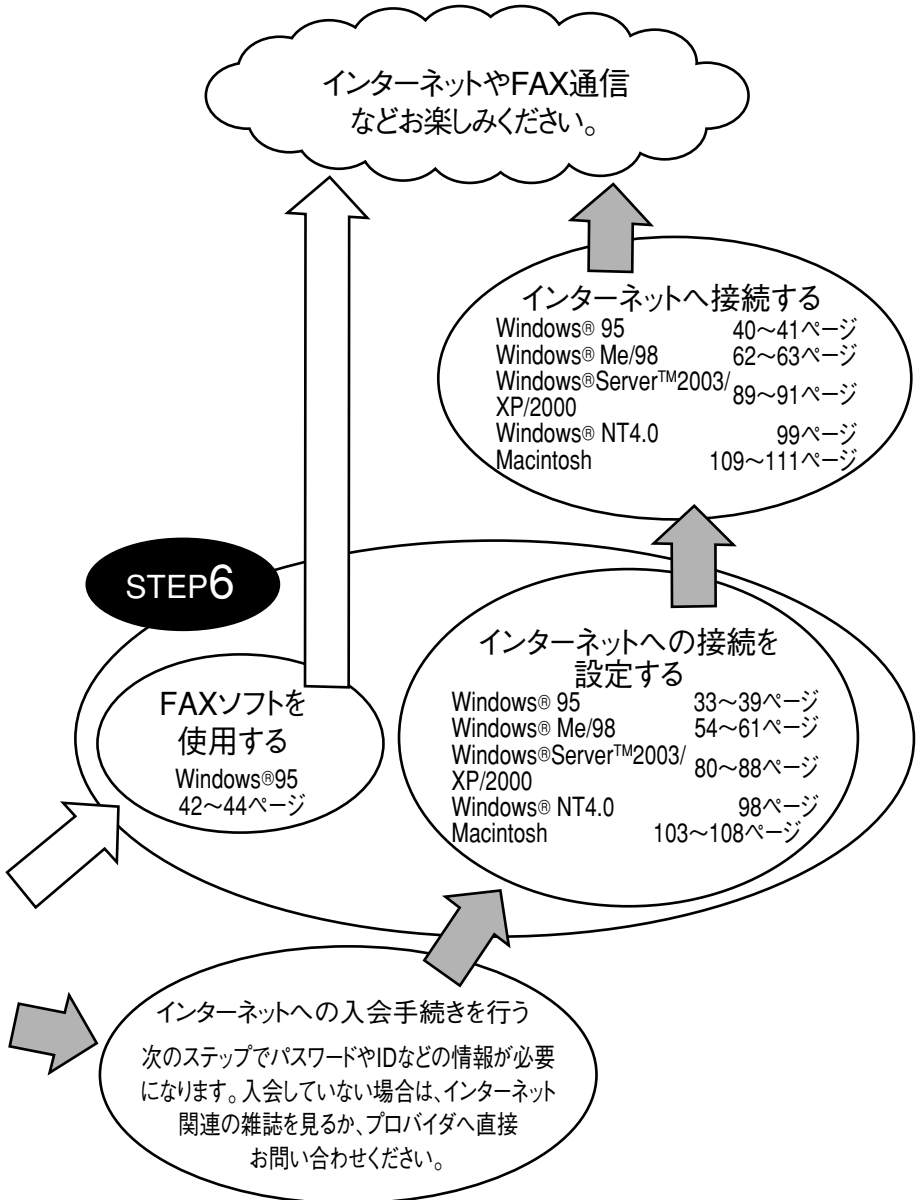 インターネットやFAX通信
などお楽しみください。
インターネットへ接続する
Windows® 95 40〜41ページ
Windows® Me/98 62〜63ページ
Windows®Server™2003/
XP/2000 89〜91ページ
Windows® NT4.0 99ページ
Macintosh 109〜111ページ
STEP6
FAXソフトを
使用する
Windows®95
42〜44ページ
インターネットへの接続を
設定する
Windows® 95 33〜39ページ
Windows® Me/98 54〜61ページ
Windows®Server™2003/
XP/2000 80〜88ページ
Windows® NT4.0 98ページ
Macintosh 103〜108ページ
インターネットへの入会手続きを行う
次のステップでパスワードやIDなどの情報が必要
になります。入会していない場合は、インターネット
関連の雑誌を見るか、プロバイダへ直接
お問い合わせください。